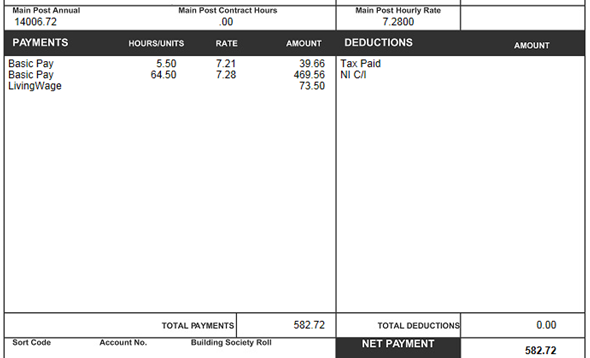 Main Post Annual Main Post Contract Hours Main Post Hourly Rate
14006.72 .00 7.2800
PAYMENTS HOURS/UNITS RATE AMOUNT DEDUCTIONS AMOUNT
Basic Pay 5.50 7.21 39.66 Tax Paid
Basic Pay 64.50 7.28 469.56 NI C/I
LivingWage 73.50
TOTAL PAYMENTS 582.72 TOTAL DEDUCTIONS 0.00
Sort Code Account No. Building Society Roll NET PAYMENT 582.72